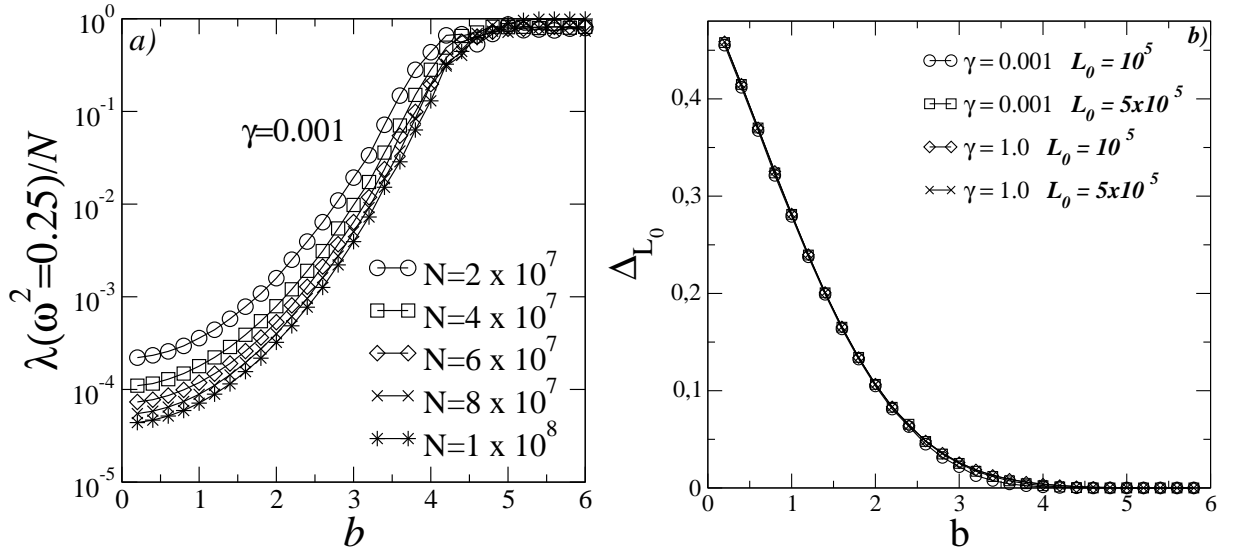 a)
10^0
10^-1
10^-2
10^-3
10^-4
10^-5
λ(ω^2=0.25)/N
γ=0.001
N=2 x 10^7
N=4 x 10^7
N=6 x 10^7
N=8 x 10^7
N=1 x 10^8
0 1 2 3 4 5 6
b
b)
0,4
0,3
0,2
0,1
0
Δ_L_0
γ = 0.001 L_0 = 10^5
γ = 0.001 L_0 = 5x10^5
γ = 1.0 L_0 = 10^5
γ = 1.0 L_0 = 5x10^5
0 1 2 3 4 5 6
b